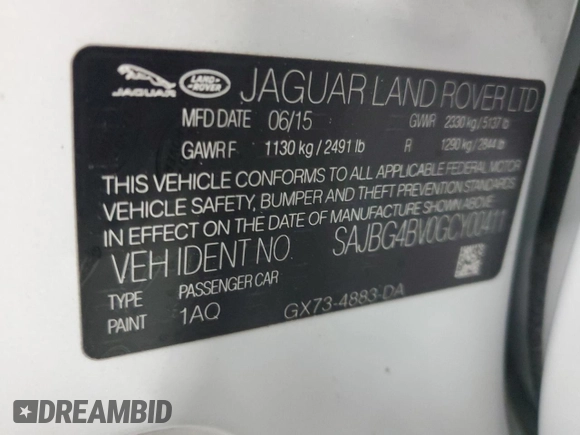 JAGUAR LAND ROVER JAGUAR LAND ROVER LTD
MFD DATE 06/15 GVWR 2330 kg / 5137 lb
GAWR F 1130 kg / 2491 lb R 1290 kg / 2844 lb
THIS VEHICLE CONFORMS TO ALL APPLICABLE FEDERAL MOTOR
VEHICLE SAFETY, BUMPER AND THEFT PREVENTION STANDARDS
IN EFFECT ON THE DATE OF MANUFACTURE SHOWN ABOVE
VEH IDENT NO. SAJBG4BV0GCY00411
TYPE PASSENGER CAR
PAINT 1AQ GX73-4883-DA
DREAMBID